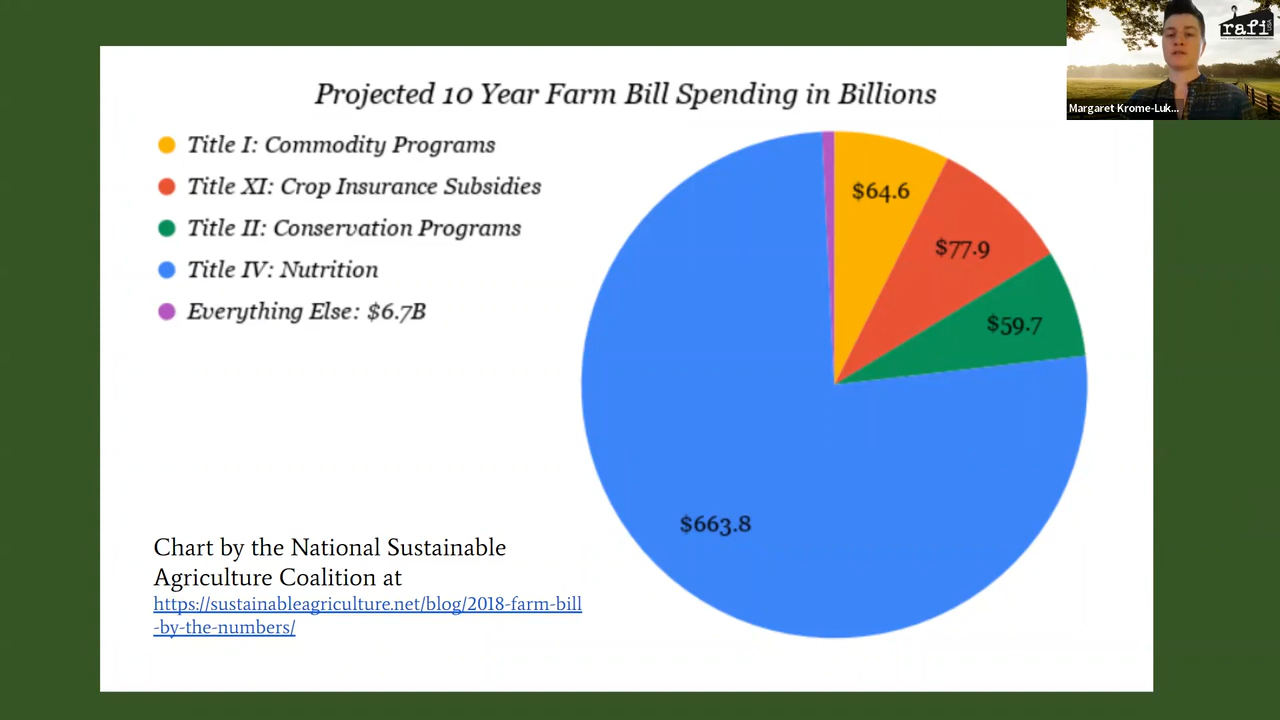 Projected 10 Year Farm Bill Spending in Billions
Title I: Commodity Programs
Title XI: Crop Insurance Subsidies
Title II: Conservation Programs
Title IV: Nutrition
Everything Else: $6.7B
$64.6
$77.9
$59.7
$663.8
Chart by the National Sustainable
Agriculture Coalition at
https://sustainableagriculture.net/blog/2018-farm-bill
-by-the-numbers/
rafi
Margaret Krome-Luk...